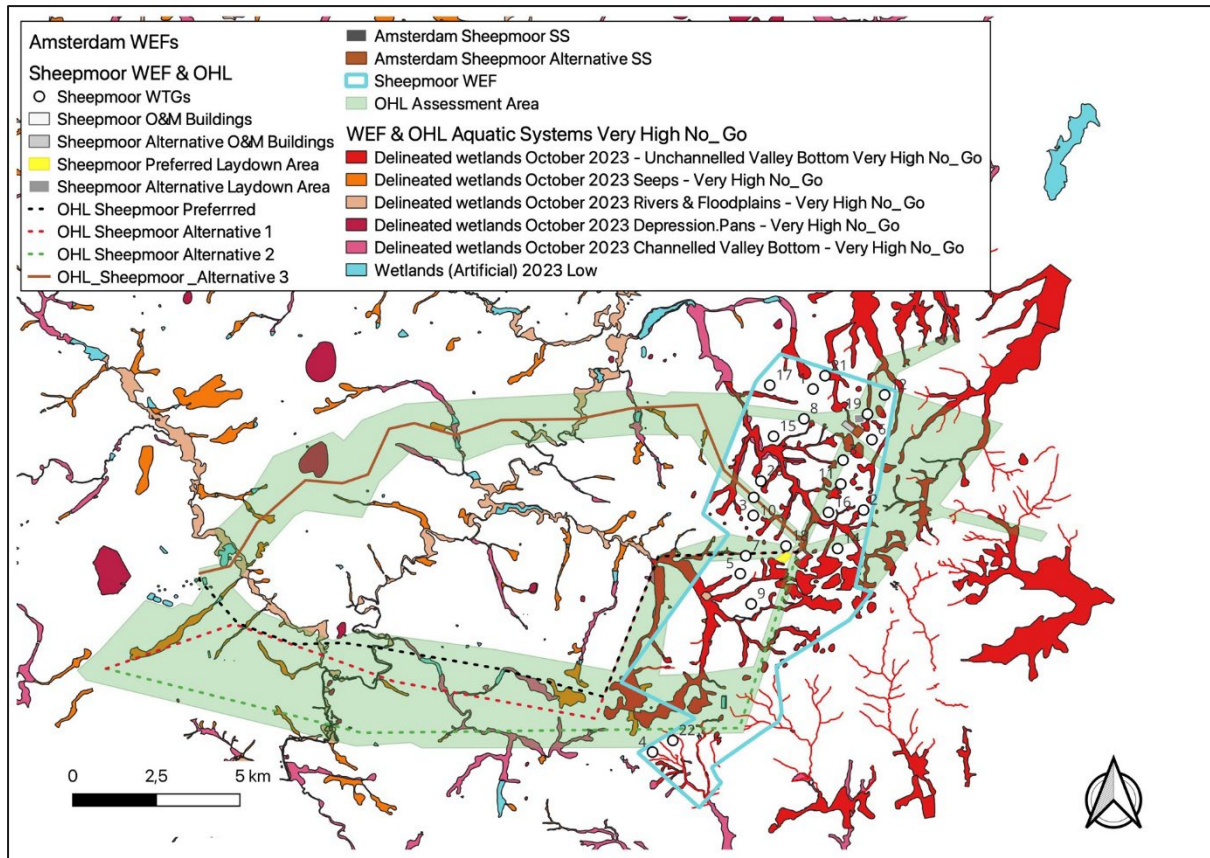 Amsterdam WEFs
Sheepmoor WEF & OHL
Sheepmoor WTGs
Sheepmoor O&M Buildings
Sheepmoor Alternative O&M Buildings
Sheepmoor Preferred Laydown Area
Sheepmoor Alternative Laydown Area
OHL Sheepmoor Preferrred
OHL Sheepmoor Alternative 1
OHL Sheepmoor Alternative 2
OHL_Sheepmoor _Alternative 3
Amsterdam Sheepmoor SS
Amsterdam Sheepmoor Alternative SS
Sheepmoor WEF
OHL Assessment Area
WEF & OHL Aquatic Systems Very High No_ Go
Delineated wetlands October 2023 - Unchannelled Valley Bottom Very High No_ Go
Delineated wetlands October 2023 Seeps - Very High No_ Go
Delineated wetlands October 2023 Rivers & Floodplains - Very High No_ Go
Delineated wetlands October 2023 Depression.Pans - Very High No_ Go
Delineated wetlands October 2023 Channelled Valley Bottom - Very High No_ Go
Wetlands (Artificial) 2023 Low
21
17
19
8
15
11
16
3
5
9
22
4
0 2,5 5 km